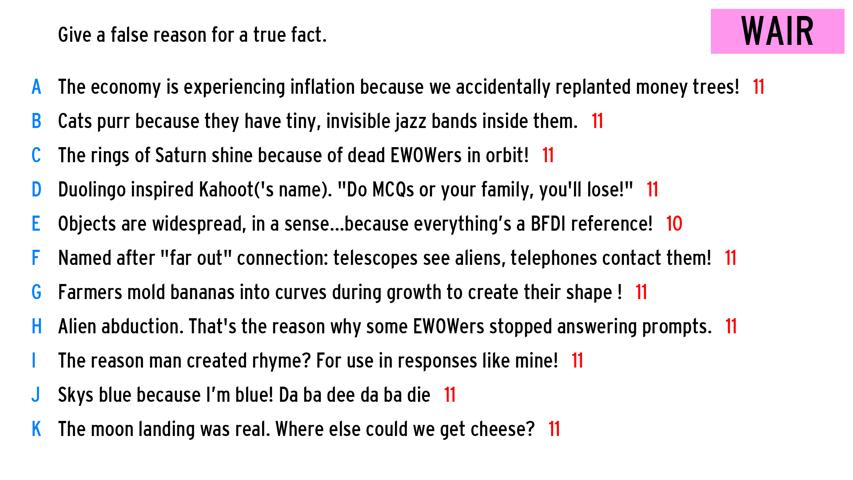 Give a false reason for a true fact.
WAIR
A The economy is experiencing inflation because we accidentally replanted money trees! 11
B Cats purr because they have tiny, invisible jazz bands inside them. 11
C The rings of Saturn shine because of dead EWOWers in orbit! 11
D Duolingo inspired Kahoot('s name). "Do MCQs or your family, you'll lose!" 11
E Objects are widespread, in a sense...because everything's a BFDI reference! 10
F Named after "far out" connection: telescopes see aliens, telephones contact them! 11
G Farmers mold bananas into curves during growth to create their shape ! 11
H Alien abduction. That's the reason why some EWOWers stopped answering prompts. 11
I The reason man created rhyme? For use in responses like mine! 11
J Skys blue because I'm blue! Da ba dee da ba die 11
K The moon landing was real. Where else could we get cheese? 11